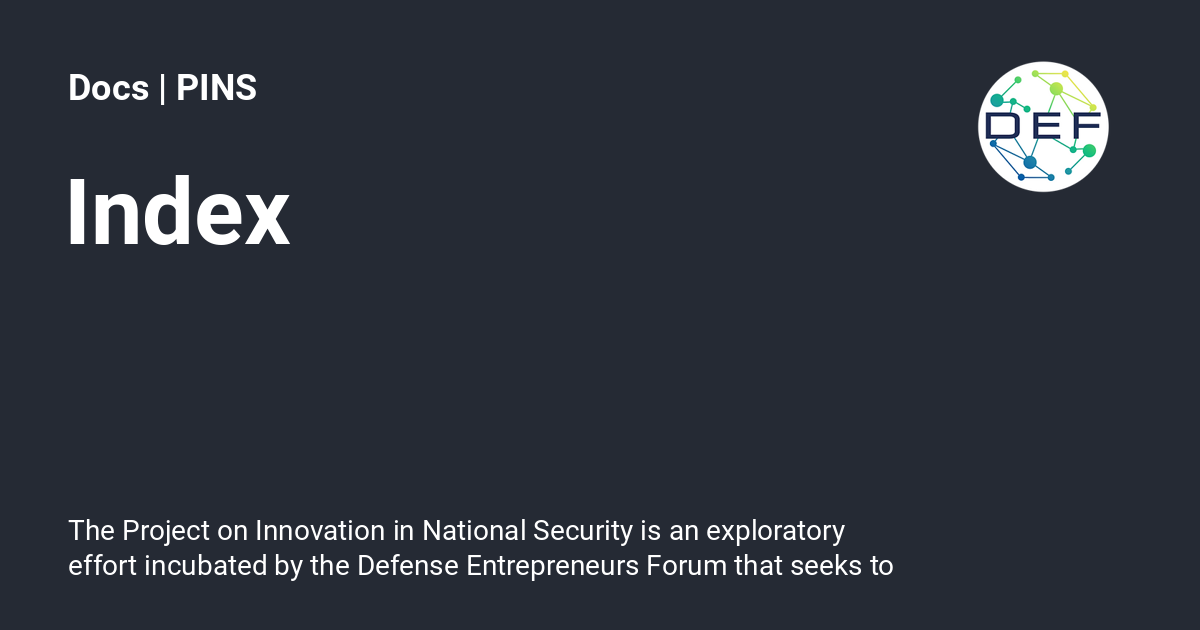 Docs | PINS
DEF
Index
The Project on Innovation in National Security is an exploratory
effort incubated by the Defense Entrepreneurs Forum that seeks to